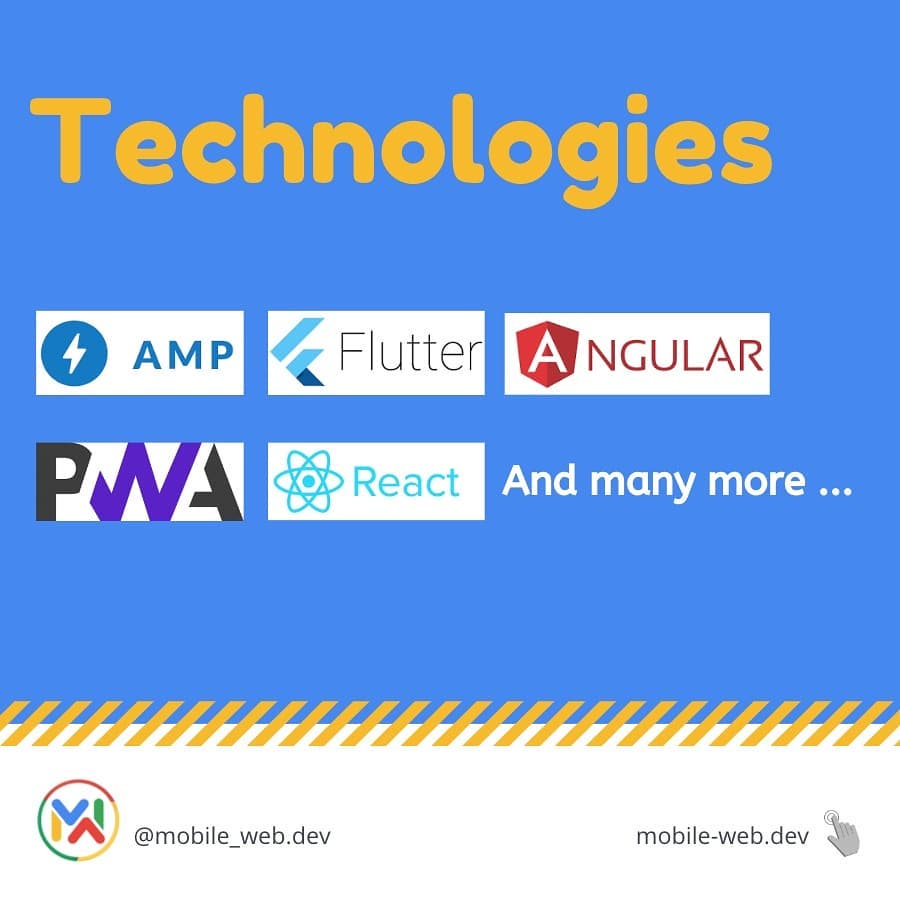 Technologies
AMP Flutter ANGULAR
PWA React And many more ...
@mobile_web.dev mobile-web.dev